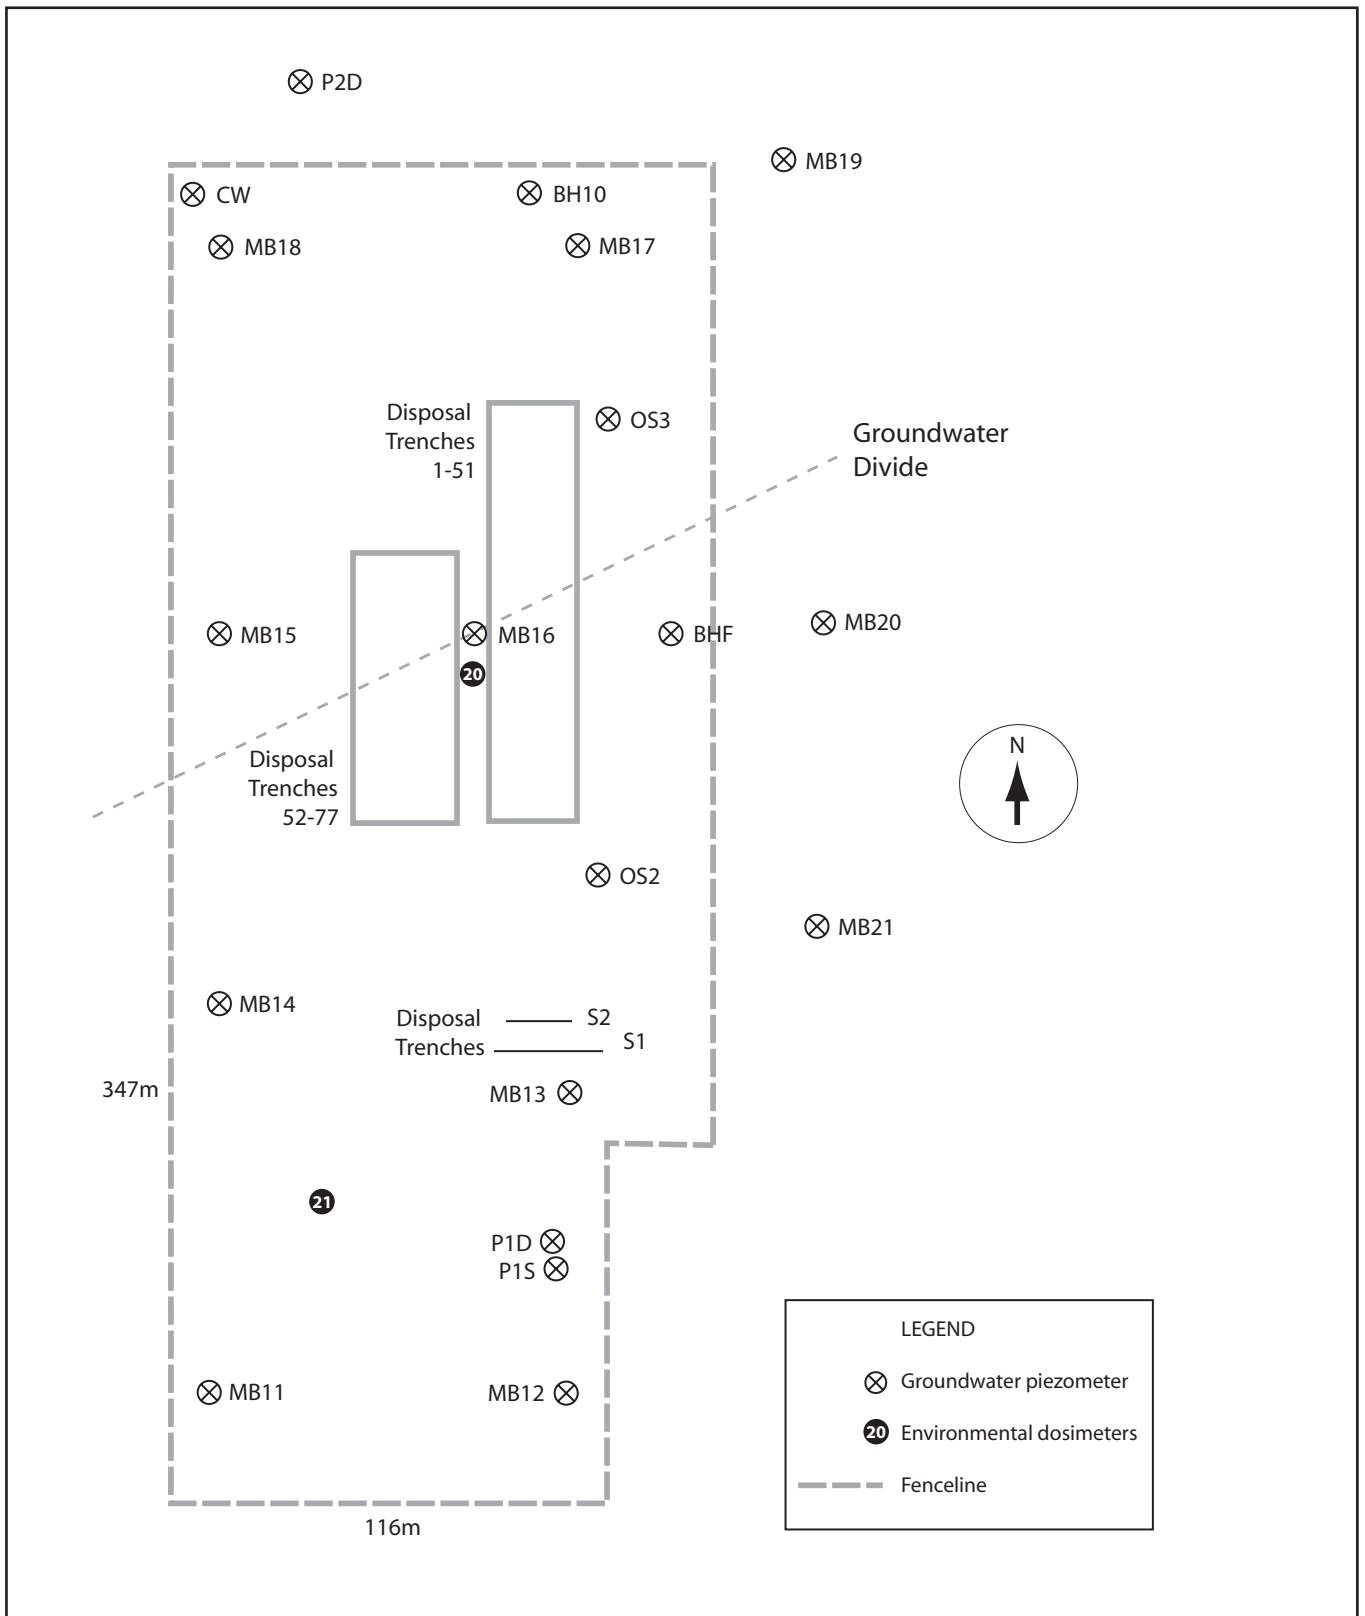 P2D
MB19
CW
BH10
MB18
MB17
Disposal
Trenches
1-51
OS3
Groundwater
Divide
MB15
MB16
BHF
MB20
20
N
Disposal
Trenches
52-77
OS2
MB21
MB14
Disposal
Trenches
S2
S1
347m
MB13
21
P1D
P1S
MB11
MB12
116m
LEGEND
Groundwater piezometer
20 Environmental dosimeters
Fenceline